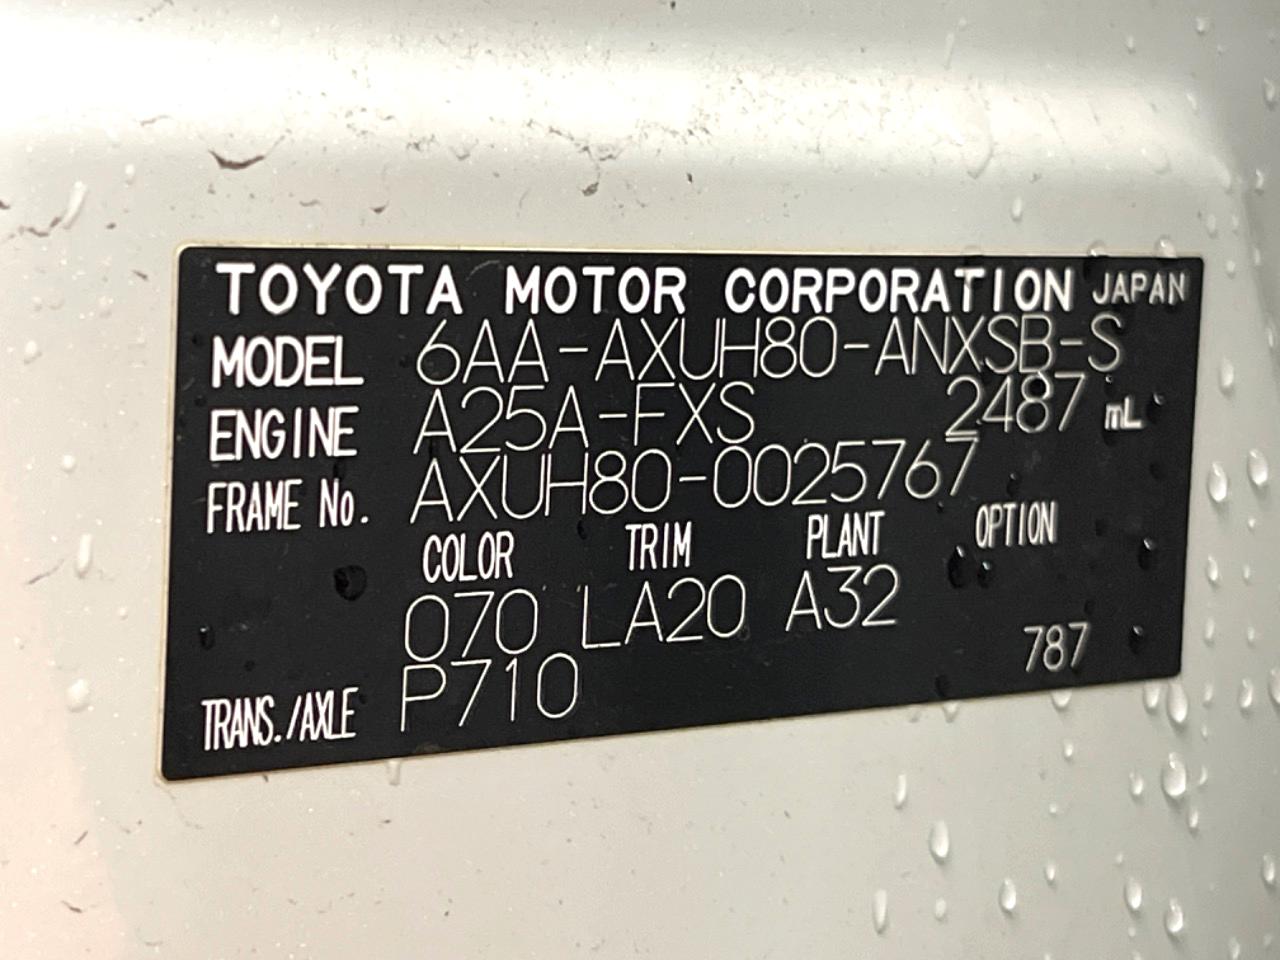 TOYOTA MOTOR CORPORATION JAPAN
MODEL 6AA-AXUH80-ANXSB-S
ENGINE A25A-FXS 2487 mL
FRAME No. AXUH80-0025767
COLOR TRIM PLANT OPTION
070 LA20 A32
TRANS./AXLE P710 787